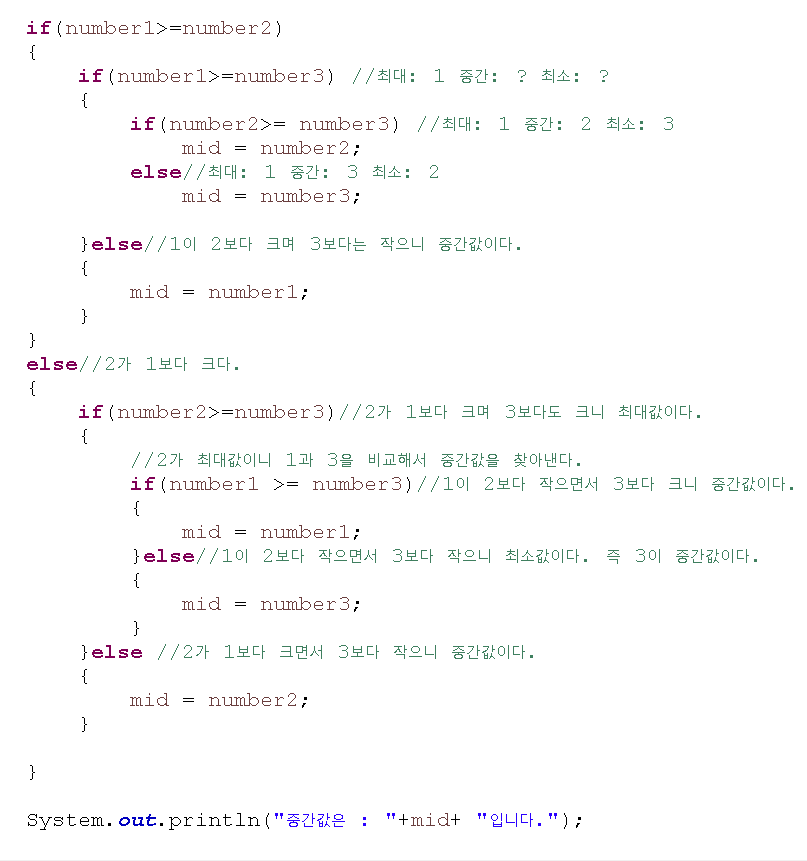 if(number1>=number2)
{
if(number1>=number3) //최대: 1 중간: ? 최소: ?
{
if(number2>= number3) //최대: 1 중간: 2 최소: 3
mid = number2;
else//최대: 1 중간: 3 최소: 2
mid = number3;
}else//1이 2보다 크며 3보다는 작으니 중간값이다.
{
mid = number1;
}
}
else//2가 1보다 크다.
{
if(number2>=number3)//2가 1보다 크며 3보다도 크니 최대값이다.
{
//2가 최대값이니 1과 3을 비교해서 중간값을 찾아낸다.
if(number1 >= number3)//1이 2보다 작으면서 3보다 크니 중간값이다.
{
mid = number1;
}else//1이 2보다 작으면서 3보다 작으니 최소값이다. 즉 3이 중간값이다.
{
mid = number3;
}
}else //2가 1보다 크면서 3보다 작으니 중간값이다.
{
mid = number2;
}
}
System.out.println("중간값은 : "+mid+ "입니다.");